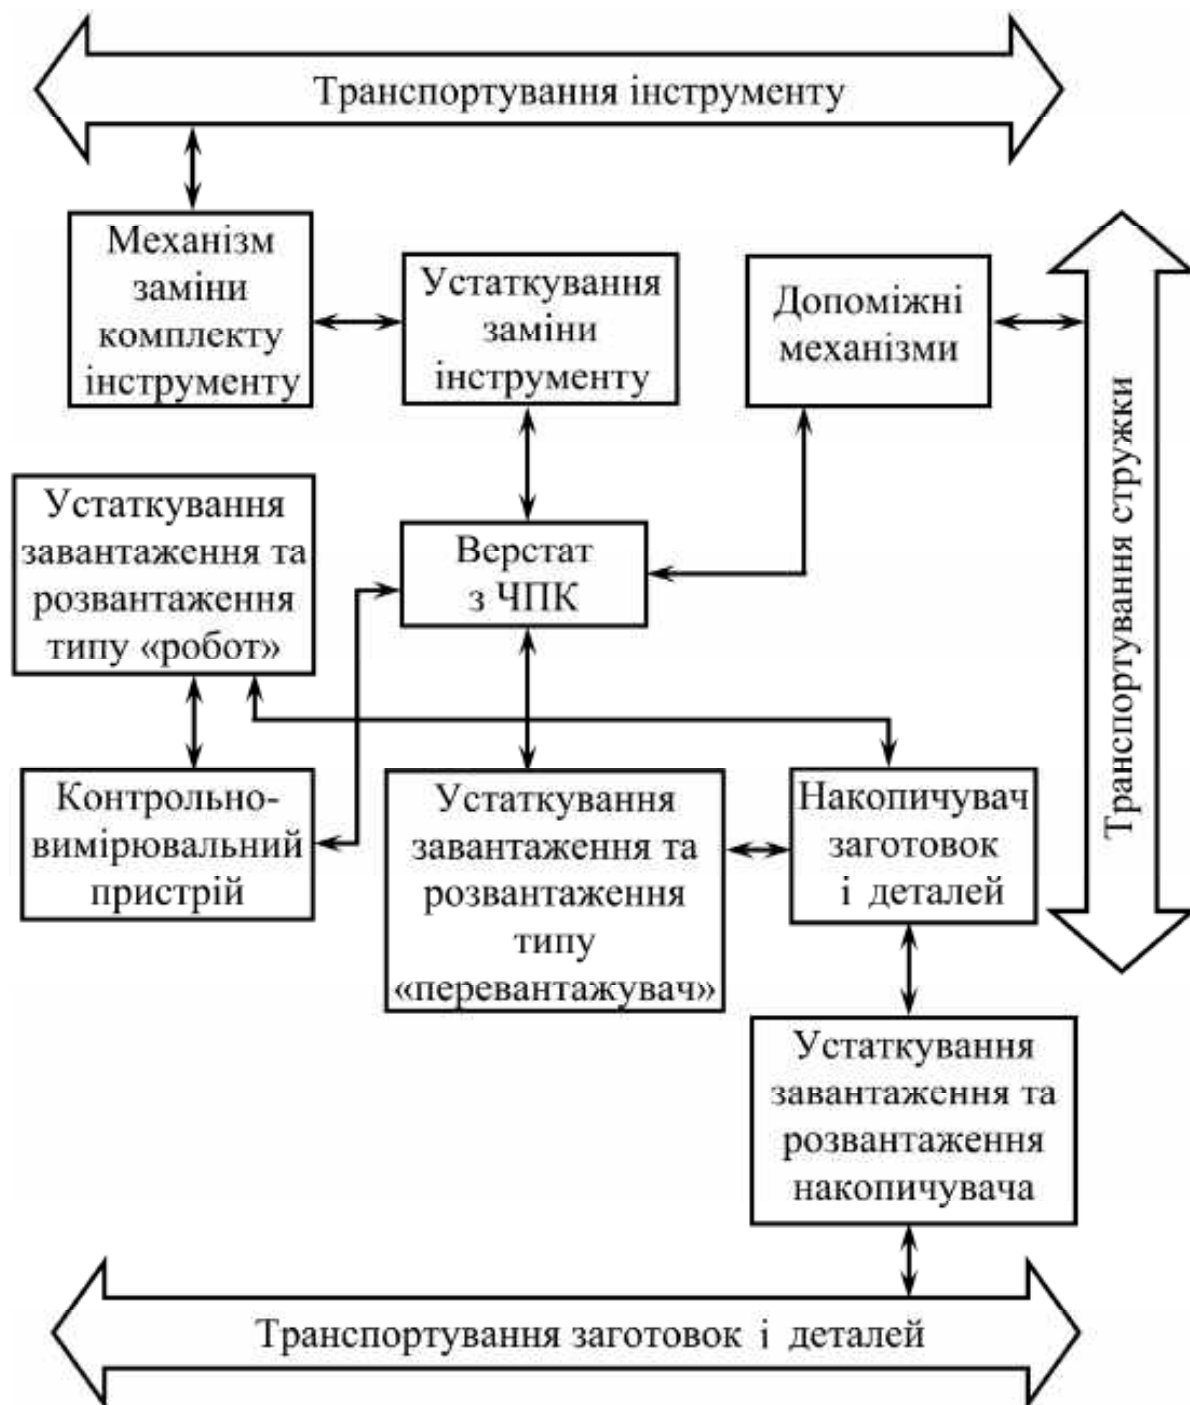 Транспортування інструменту
Механізм
заміни
комплекту
інструменту
Устаткування
заміни
інструменту
Допоміжні
механізми
Транспортування стружки
Устаткування
завантаження та
розвантаження
типу «робот»
Верстат
з ЧПК
Контрольно-
вимірювальний
пристрій
Устаткування
завантаження та
розвантаження
типу
«перевантажувач»
Накопичувач
заготовок
і деталей
Устаткування
завантаження та
розвантаження
накопичувача
Транспортування заготовок і деталей